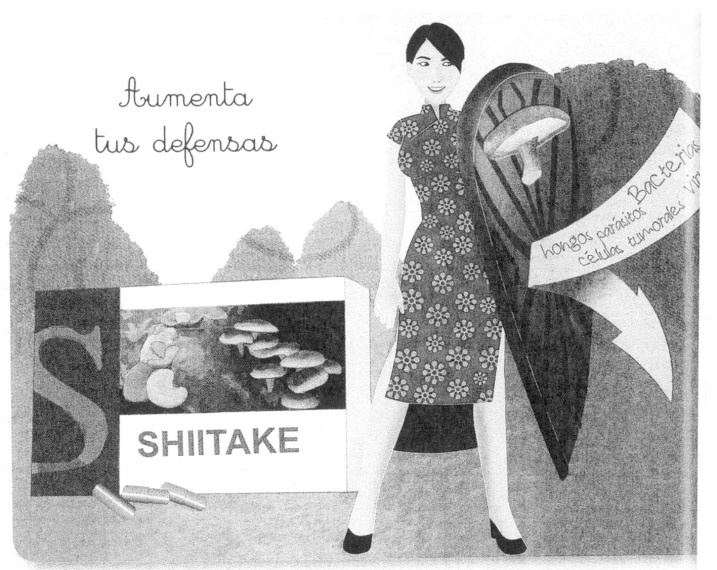 Aumenta
tus defensas
Bacterias
hongos parásitos
células tumorales
S
SHIITAKE